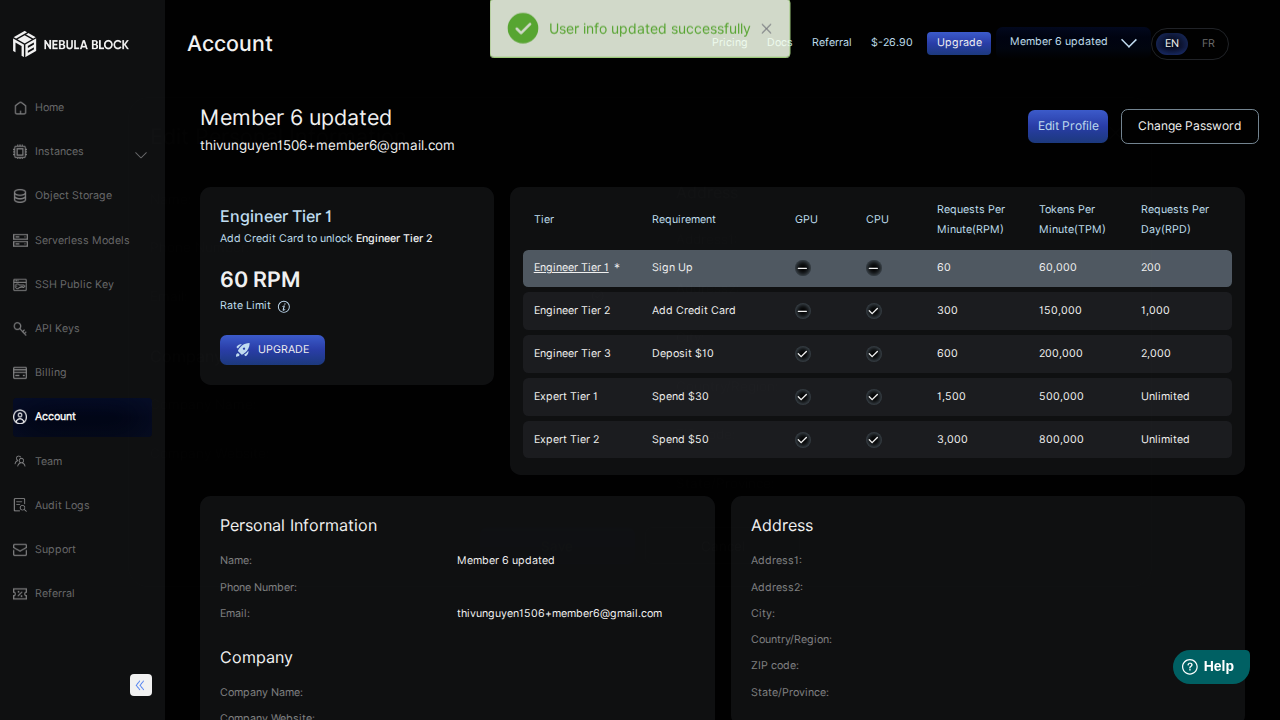 NEBULA BLOCK
Home
Instances
Object Storage
Serverless Models
SSH Public Key
API Keys
Billing
Account
Team
Audit Logs
Support
Referral
Account
User info updated successfully
Pricing
Docs
Referral
$-26.90
Upgrade
Member 6 updated
EN
FR
Member 6 updated
thivunguyen1506+member6@gmail.com
Edit Profile
Change Password
Engineer Tier 1
Add Credit Card to unlock Engineer Tier 2
60 RPM
Rate Limit
UPGRADE
Tier Requirement GPU CPU Requests Per Minute(RPM) Tokens Per Minute(TPM) Requests Per Day(RPD)
Engineer Tier 1 * Sign Up 60 60,000 200
Engineer Tier 2 Add Credit Card 300 150,000 1,000
Engineer Tier 3 Deposit $10 600 200,000 2,000
Expert Tier 1 Spend $30 1,500 500,000 Unlimited
Expert Tier 2 Spend $50 3,000 800,000 Unlimited
Personal Information
Name: Member 6 updated
Phone Number:
Email: thivunguyen1506+member6@gmail.com
Company
Company Name:
Company Website:
Address
Address1:
Address2:
City:
Country/Region:
ZIP code:
State/Province:
Help